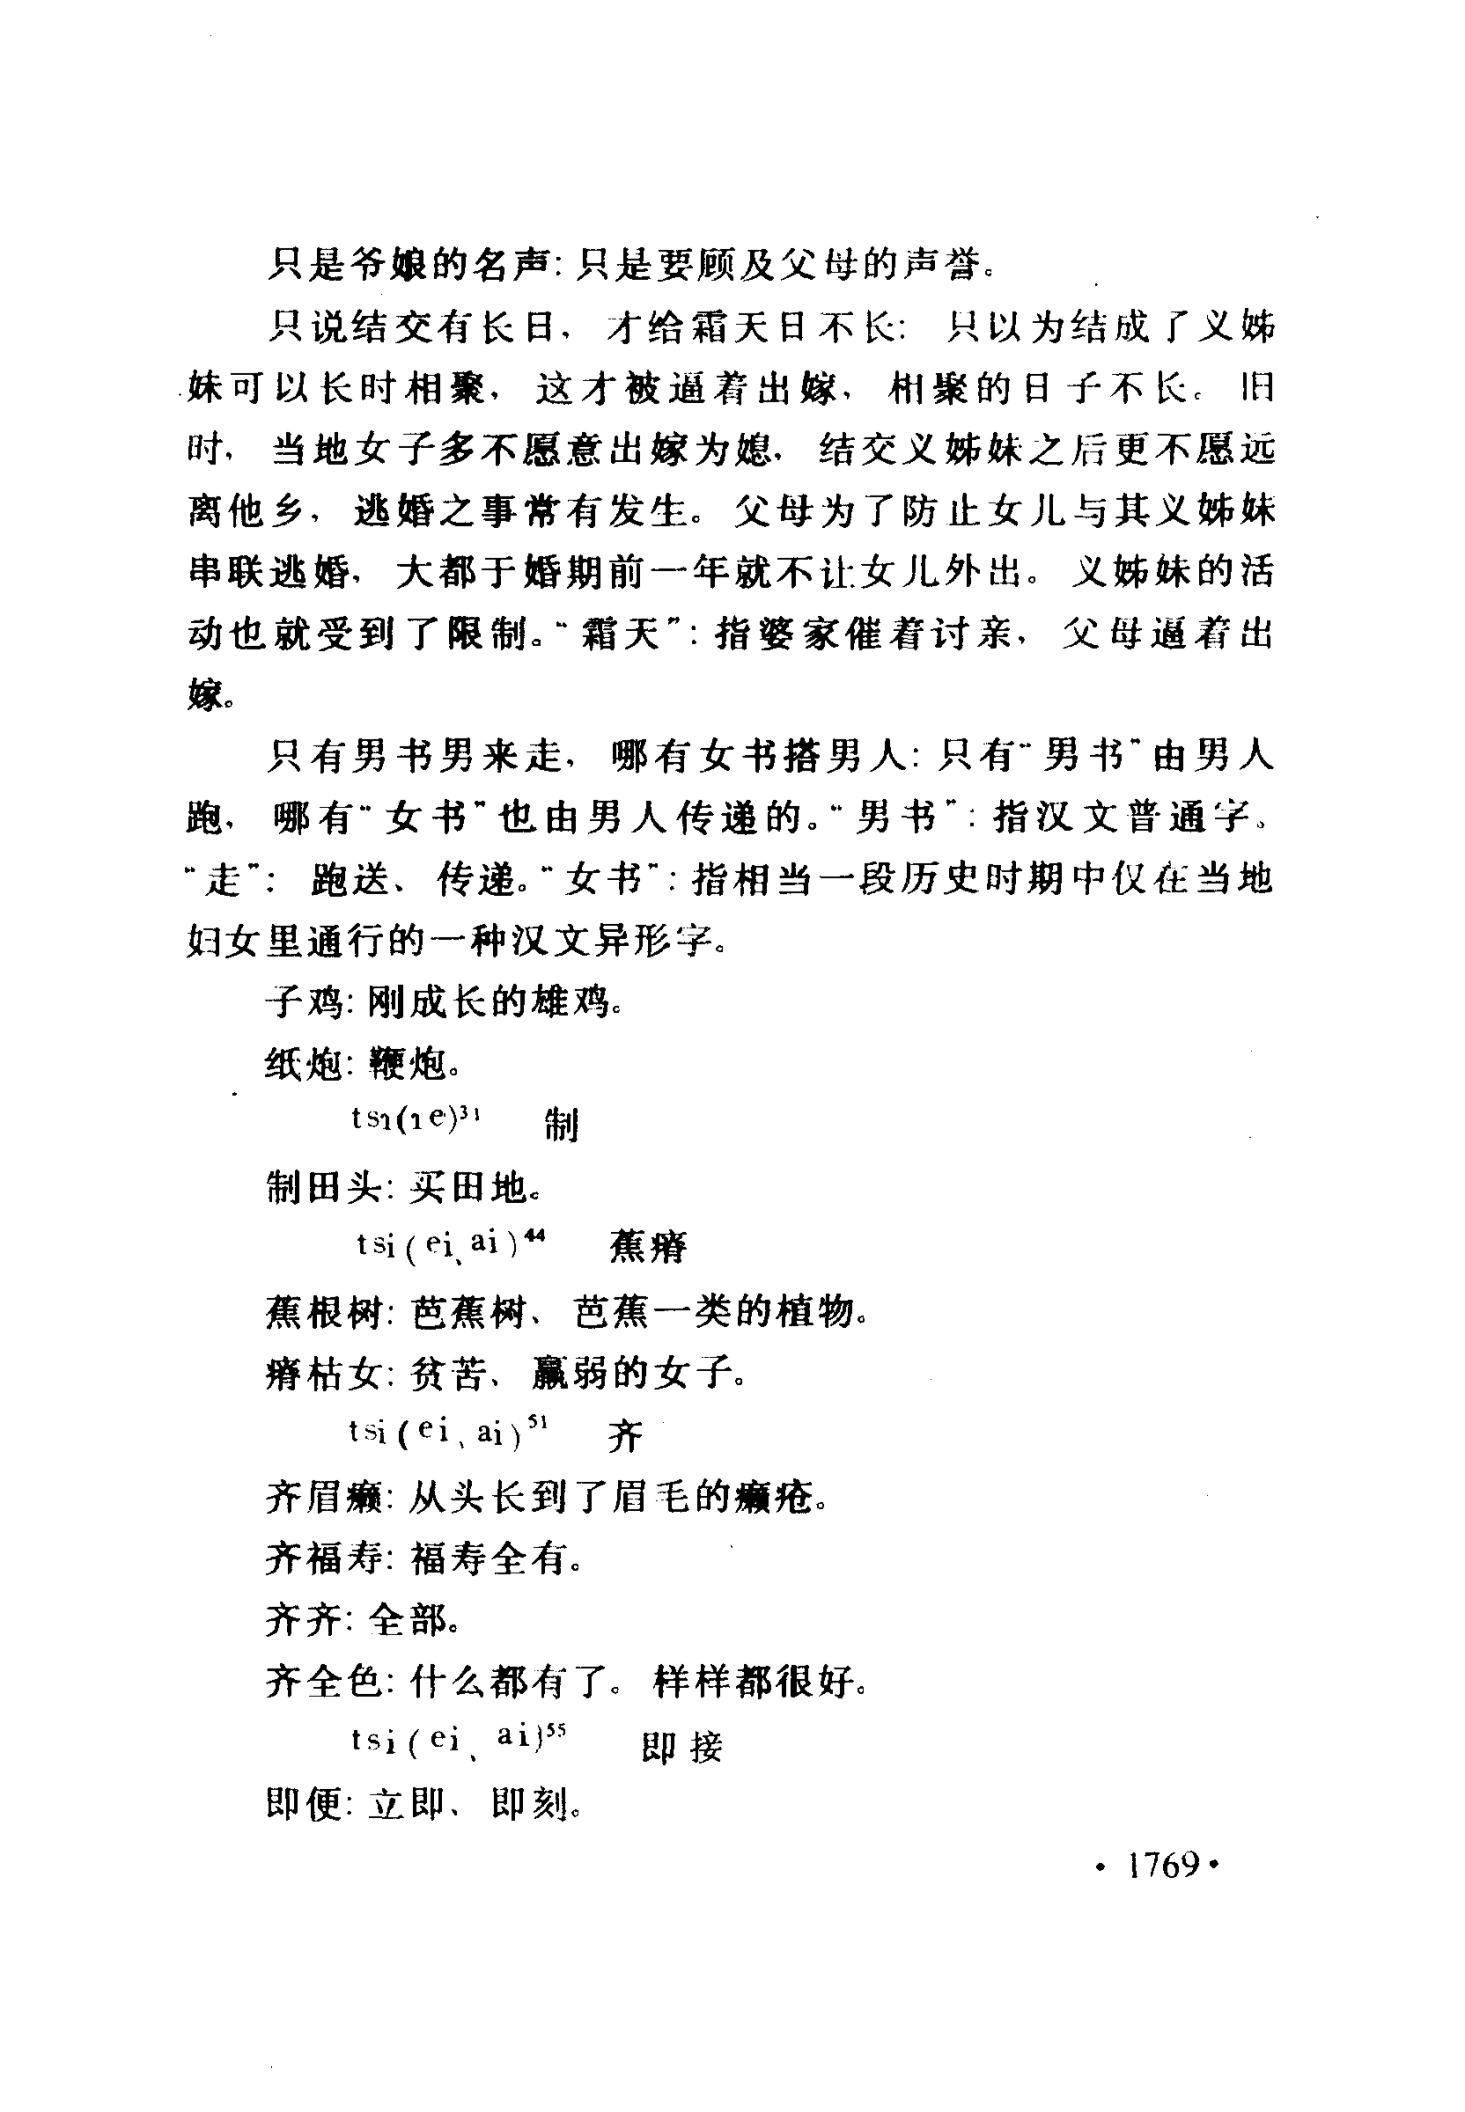 只是爷娘的名声：只是要顾及父母的声誉。
只说结交有长日，才给霜天日不长：只以为结成了义姊
妹可以长时相聚，这才被逼着出嫁，相聚的日子不长。旧
时，当地女子多不愿意出嫁为媳，结交义姊妹之后更不愿远
离他乡，逃婚之事常有发生。父母为了防止女儿与其义姊妹
串联逃婚，大都于婚期前一年就不让女儿外出。义姊妹的活
动也就受到了限制。“霜天”：指婆家催着讨亲，父母逼着出
嫁。
只有男书男来走，哪有女书搭男人：只有“男书”由男人
跑，哪有“女书”也由男人传递的。“男书”：指汉文普通字。
“走”：跑送、传递。“女书”：指相当一段历史时期中仅在当地
妇女里通行的一种汉文异形字。
子鸡：刚成长的雄鸡。
纸炮：鞭炮。
tsɿ(ɿe)³¹ 制
制田头：买田地。
tsi(ei、ai)⁴⁴ 蕉瘠
蕉根树：芭蕉树、芭蕉一类的植物。
瘠枯女：贫苦、羸弱的女子。
tsi(ei、ai)⁵¹ 齐
齐眉癞：从头长到了眉毛的癞疮。
齐福寿：福寿全有。
齐齐：全部。
齐全色：什么都有了。样样都很好。
tsi(ei、ai)⁵⁵ 即接
即便：立即、即刻。
·1769·